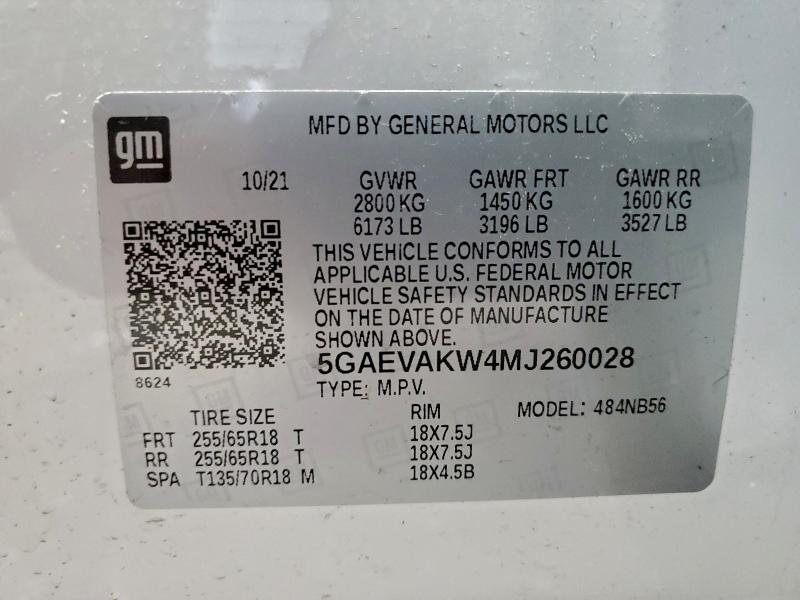 gm
MFD BY GENERAL MOTORS LLC
10/21 GVWR GAWR FRT GAWR RR
2800 KG 1450 KG 1600 KG
6173 LB 3196 LB 3527 LB
THIS VEHICLE CONFORMS TO ALL
APPLICABLE U.S. FEDERAL MOTOR
VEHICLE SAFETY STANDARDS IN EFFECT
ON THE DATE OF MANUFACTURE
SHOWN ABOVE.
5GAEVAKW4MJ260028
8624
TYPE: M.P.V.
TIRE SIZE RIM MODEL: 484NB56
FRT 255/65R18 T 18X7.5J
RR 255/65R18 T 18X7.5J
SPA T135/70R18 M 18X4.5B